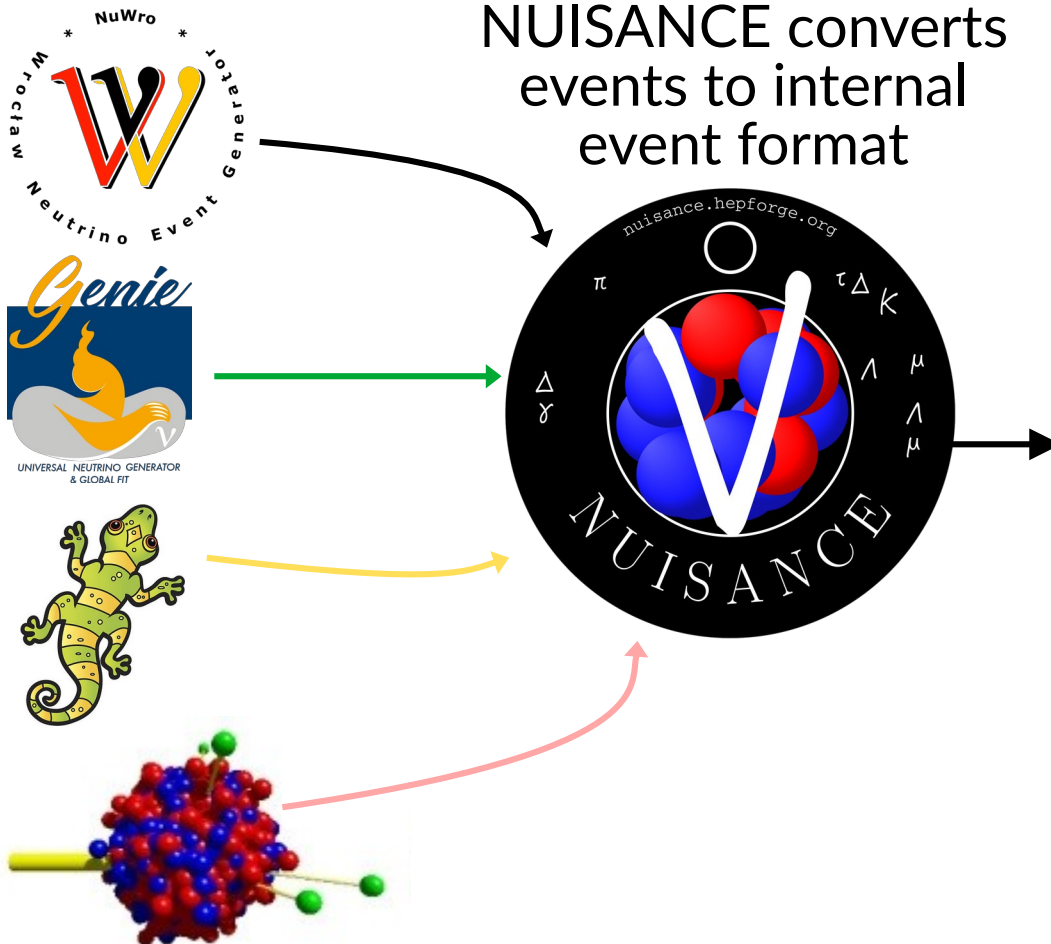 NUISANCE converts
events to internal
event format
* NuWro *
Wrocław Neutrino Event Generator
Genie
ν
UNIVERSAL NEUTRINO GENERATOR
& GLOBAL FIT
nuisance.hepforge.org
π
τ Δ K
Λ μ
Δ
γ
Λ
μ
V
NUISANCE